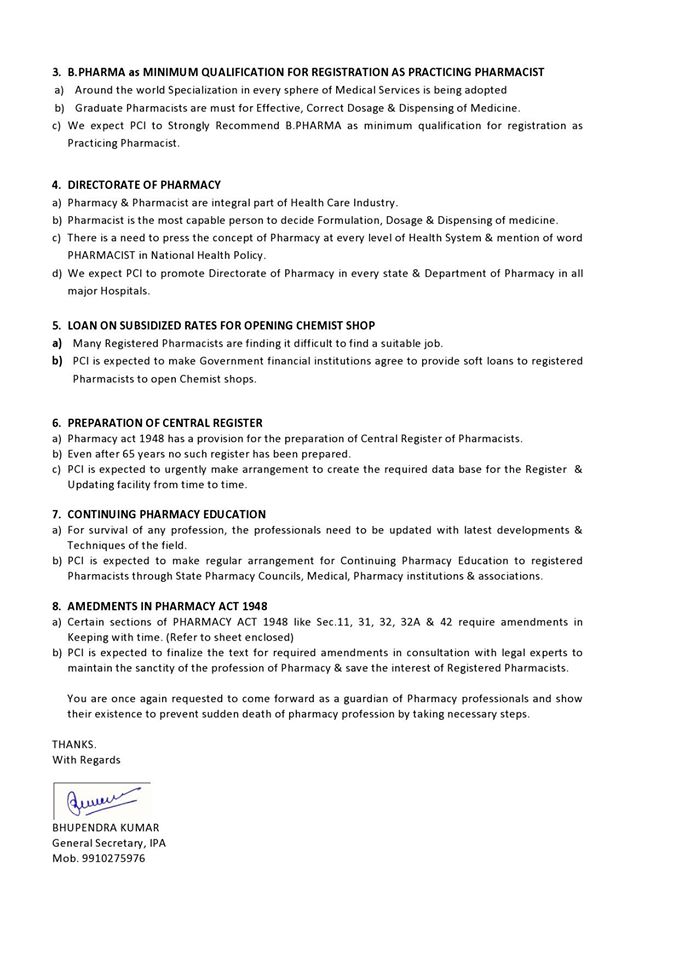 3. B.PHARMA as MINIMUM QUALIFICATION FOR REGISTRATION AS PRACTICING PHARMACIST
a) Around the world Specialization in every sphere of Medical Services is being adopted
b) Graduate Pharmacists are must for Effective, Correct Dosage & Dispensing of Medicine.
c) We expect PCI to Strongly Recommend B.PHARMA as minimum qualification for registration as
Practicing Pharmacist.
4. DIRECTORATE OF PHARMACY
a) Pharmacy & Pharmacist are integral part of Health Care Industry.
b) Pharmacist is the most capable person to decide Formulation, Dosage & Dispensing of medicine.
c) There is a need to press the concept of Pharmacy at every level of Health System & mention of word
PHARMACIST in National Health Policy.
d) We expect PCI to promote Directorate of Pharmacy in every state & Department of Pharmacy in all
major Hospitals.
5. LOAN ON SUBSIDIZED RATES FOR OPENING CHEMIST SHOP
a) Many Registered Pharmacists are finding it difficult to find a suitable job.
b) PCI is expected to make Government financial institutions agree to provide soft loans to registered
Pharmacists to open Chemist shops.
6. PREPARATION OF CENTRAL REGISTER
a) Pharmacy act 1948 has a provision for the preparation of Central Register of Pharmacists.
b) Even after 65 years no such register has been prepared.
c) PCI is expected to urgently make arrangement to create the required data base for the Register &
Updating facility from time to time.
7. CONTINUING PHARMACY EDUCATION
a) For survival of any profession, the professionals need to be updated with latest developments &
Techniques of the field.
b) PCI is expected to make regular arrangement for Continuing Pharmacy Education to registered
Pharmacists through State Pharmacy Councils, Medical, Pharmacy institutions & associations.
8. AMEDMENTS IN PHARMACY ACT 1948
a) Certain sections of PHARMACY ACT 1948 like Sec.11, 31, 32, 32A & 42 require amendments in
Keeping with time. (Refer to sheet enclosed)
b) PCI is expected to finalize the text for required amendments in consultation with legal experts to
maintain the sanctity of the profession of Pharmacy & save the interest of Registered Pharmacists.
You are once again requested to come forward as a guardian of Pharmacy professionals and show
their existence to prevent sudden death of pharmacy profession by taking necessary steps.
THANKS.
With Regards
BHUPENDRA KUMAR
General Secretary, IPA
Mob. 9910275976